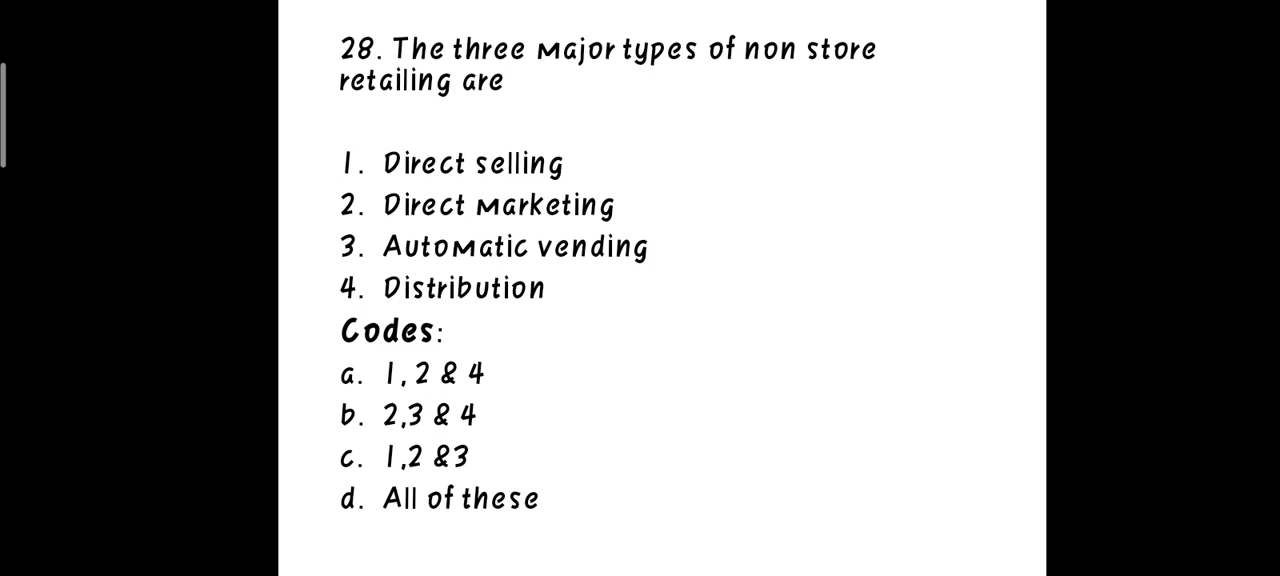 28. The three major types of non store
retailing are
1. Direct selling
2. Direct marketing
3. Automatic vending
4. Distribution
Codes:
a. 1, 2 & 4
b. 2,3 & 4
c. 1,2 &3
d. All of these